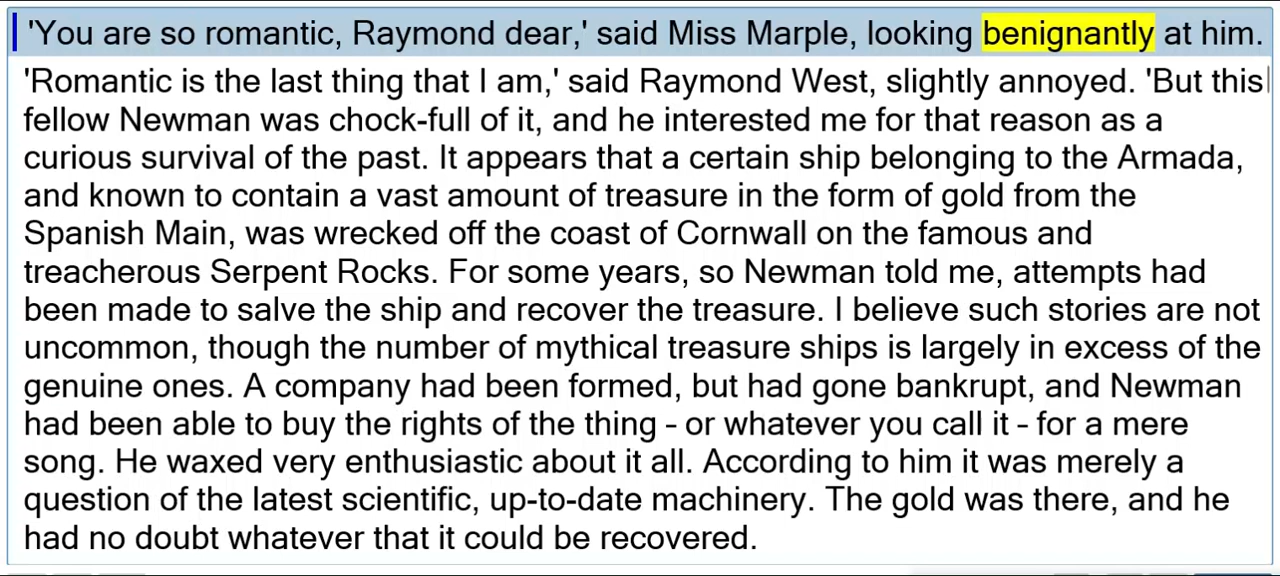 'You are so romantic, Raymond dear,' said Miss Marple, looking benignantly at him.
'Romantic is the last thing that I am,' said Raymond West, slightly annoyed. 'But this
fellow Newman was chock-full of it, and he interested me for that reason as a
curious survival of the past. It appears that a certain ship belonging to the Armada,
and known to contain a vast amount of treasure in the form of gold from the
Spanish Main, was wrecked off the coast of Cornwall on the famous and
treacherous Serpent Rocks. For some years, so Newman told me, attempts had
been made to salve the ship and recover the treasure. I believe such stories are not
uncommon, though the number of mythical treasure ships is largely in excess of the
genuine ones. A company had been formed, but had gone bankrupt, and Newman
had been able to buy the rights of the thing - or whatever you call it - for a mere
song. He waxed very enthusiastic about it all. According to him it was merely a
question of the latest scientific, up-to-date machinery. The gold was there, and he
had no doubt whatever that it could be recovered.